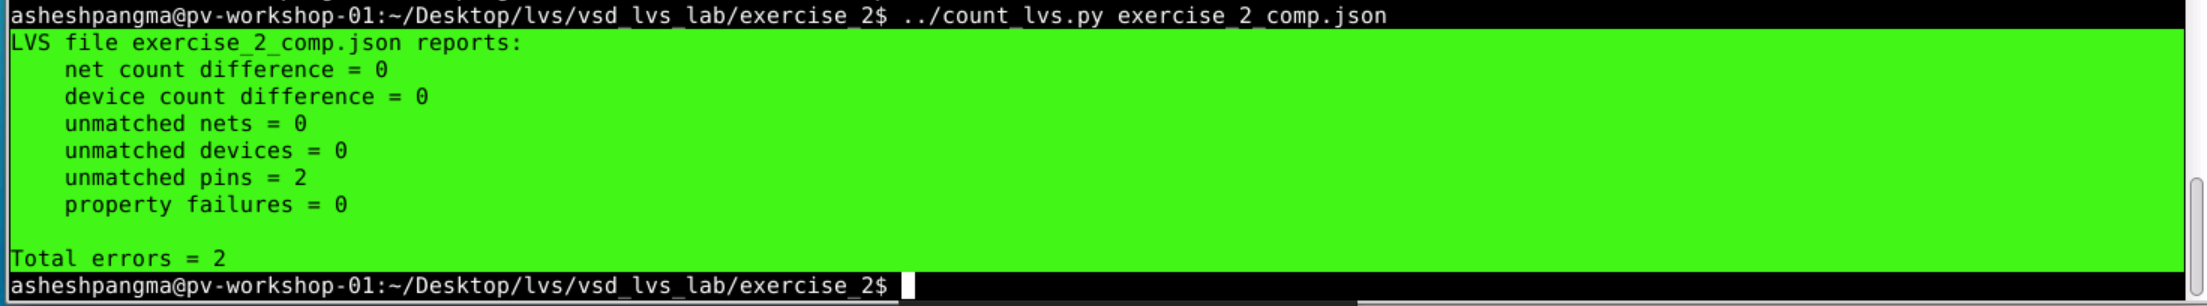 asheshpangma@pv-workshop-01:~/Desktop/lvs/vsd_lvs_lab/exercise_2$ ../count_lvs.py exercise_2_comp.json
LVS file exercise_2_comp.json reports:
    net count difference = 0
    device count difference = 0
    unmatched nets = 0
    unmatched devices = 0
    unmatched pins = 2
    property failures = 0

Total errors = 2
asheshpangma@pv-workshop-01:~/Desktop/lvs/vsd_lvs_lab/exercise_2$